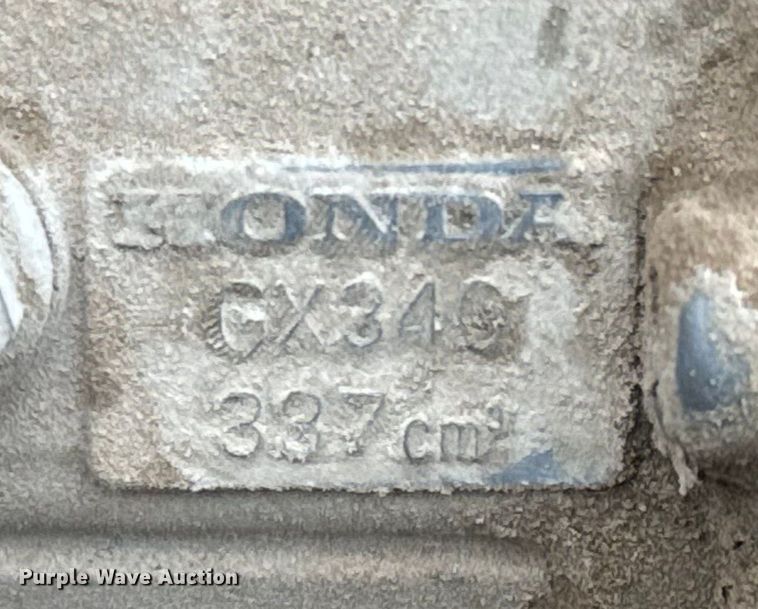 HONDA
GX340
337 cm³
Purple Wave Auction